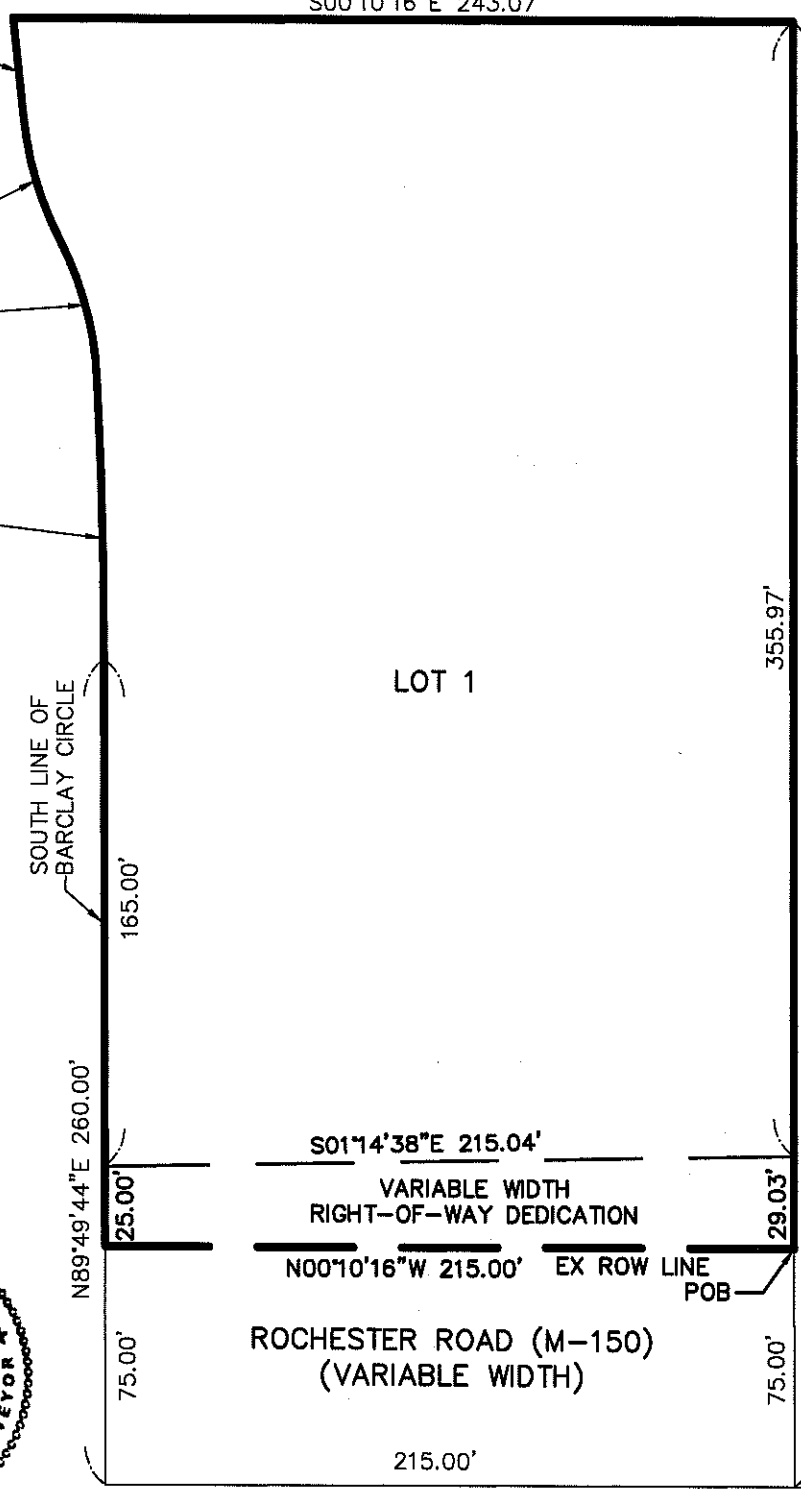 S00°10'16"E 243.07'
SOUTH LINE OF
BARCLAY CIRCLE
165.00'
LOT 1
355.97'
N89°49'44"E 260.00'
25.00'
S01°14'38"E 215.04'
VARIABLE WIDTH
RIGHT-OF-WAY DEDICATION
29.03'
N00°10'16"W 215.00'
EX ROW LINE
POB
75.00'
ROCHESTER ROAD (M-150)
(VARIABLE WIDTH)
75.00'
215.00'